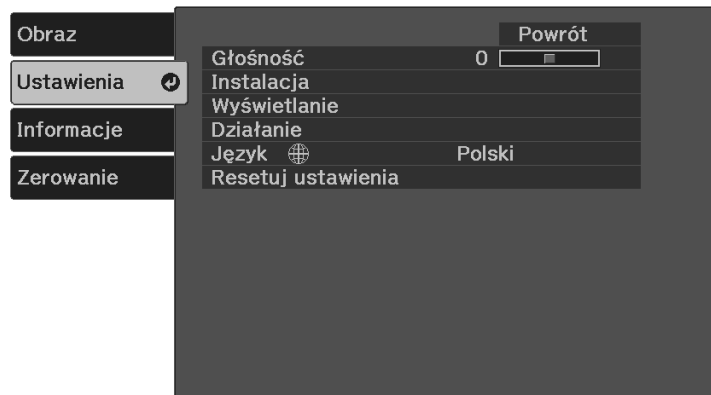 Obraz
Ustawienia
Informacje
Zerowanie
Powrót
Głośność 0
Instalacja
Wyświetlanie
Działanie
Język Polski
Resetuj ustawienia